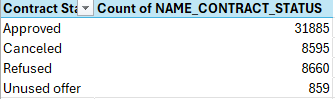 Contract Sta Count of NAME_CONTRACT_STATUS
Approved 31885
Canceled 8595
Refused 8660
Unused offer 859